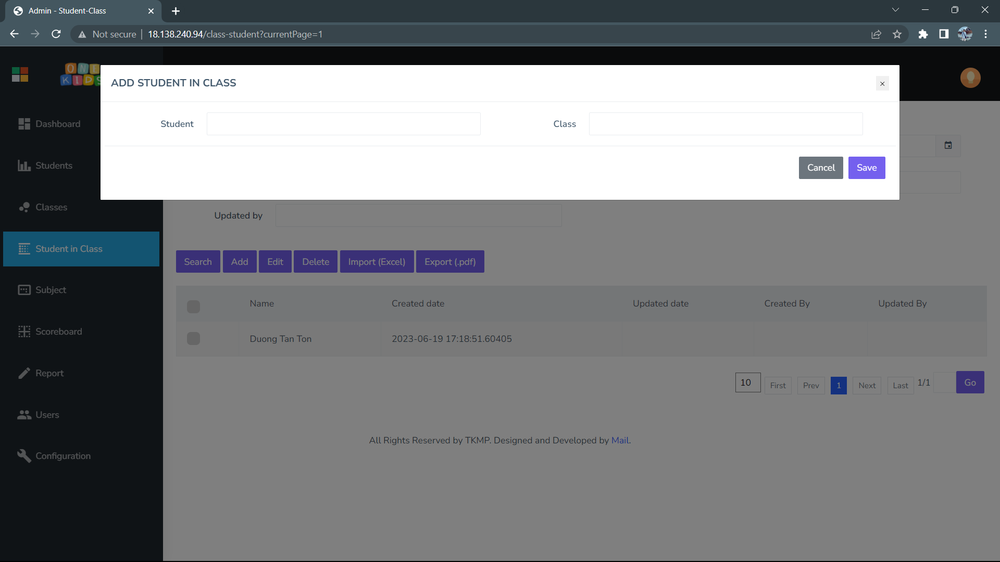 Admin - Student-Class
Not secure
18.138.240.94/class-student?currentPage=1
ONI
KIDS
ADD STUDENT IN CLASS
×
Student
Class
Cancel
Save
Dashboard
Students
Classes
Student in Class
Subject
Scoreboard
Report
Users
Configuration
Updated by
Search
Add
Edit
Delete
Import (Excel)
Export (.pdf)
Name Created date Updated date Created By Updated By
Duong Tan Ton 2023-06-19 17:18:51.60405
10 First Prev 1 Next Last 1/1 Go
All Rights Reserved by TKMP. Designed and Developed by Mail.